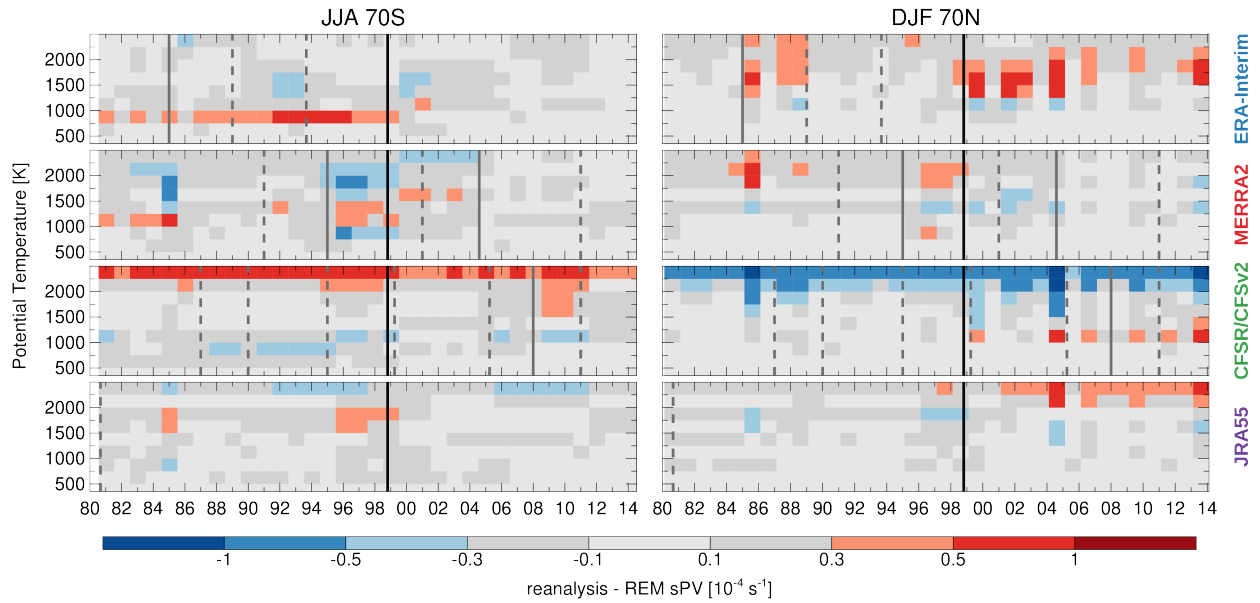 JJA 70S
DJF 70N
Potential Temperature [K]
2000
1500
1000
500
ERA-Interim
2000
1500
1000
500
MERRA2
2000
1500
1000
500
CFSR/CFSv2
2000
1500
1000
500
JRA55
80 82 84 86 88 90 92 94 96 98 00 02 04 06 08 10 12 14
80 82 84 86 88 90 92 94 96 98 00 02 04 06 08 10 12 14
-1 -0.5 -0.3 -0.1 0.1 0.3 0.5 1
reanalysis - REM sPV [10⁻⁴ s⁻¹]